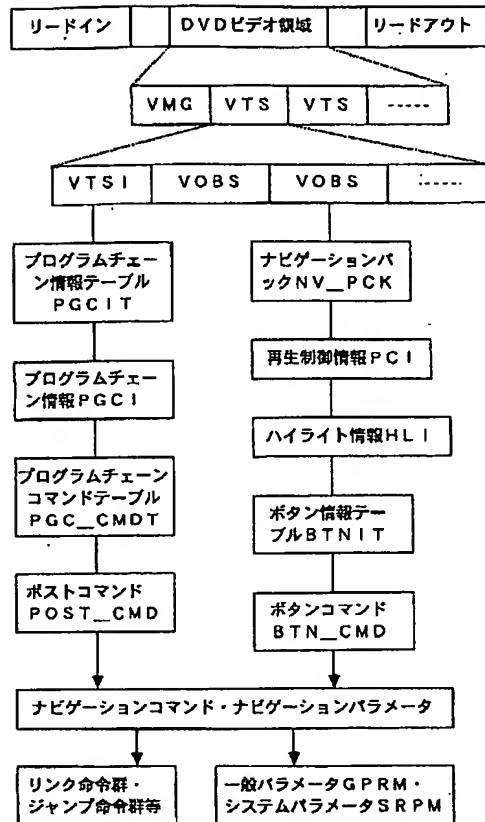 リードイン DVDビデオ領域 リードアウト
VMG VTS VTS -----
VTSI VOBS VOBS -----
プログラムチェー
ン情報テーブル
PGCIT
ナビゲーションパ
ックNV__PCK
プログラムチェー
ン情報PGCI
再生制御情報PCI
ハイライト情報HLI
プログラムチェーン
コマンドテーブル
PGC__CMDT
ボタン情報テー
ブルBTNIT
ポストコマンド
POST__CMD
ボタンコマンド
BTN__CMD
ナビゲーションコマンド・ナビゲーションパラメータ
リンク命令群・
ジャンプ命令群等
一般パラメータGPRM・
システムパラメータSRPM